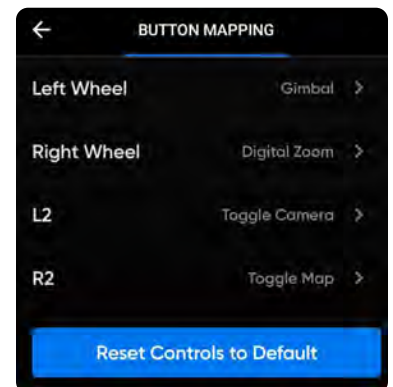 BUTTON MAPPING
Left Wheel Gimbal
Right Wheel Digital Zoom
L2 Toggle Camera
R2 Toggle Map
Reset Controls to Default